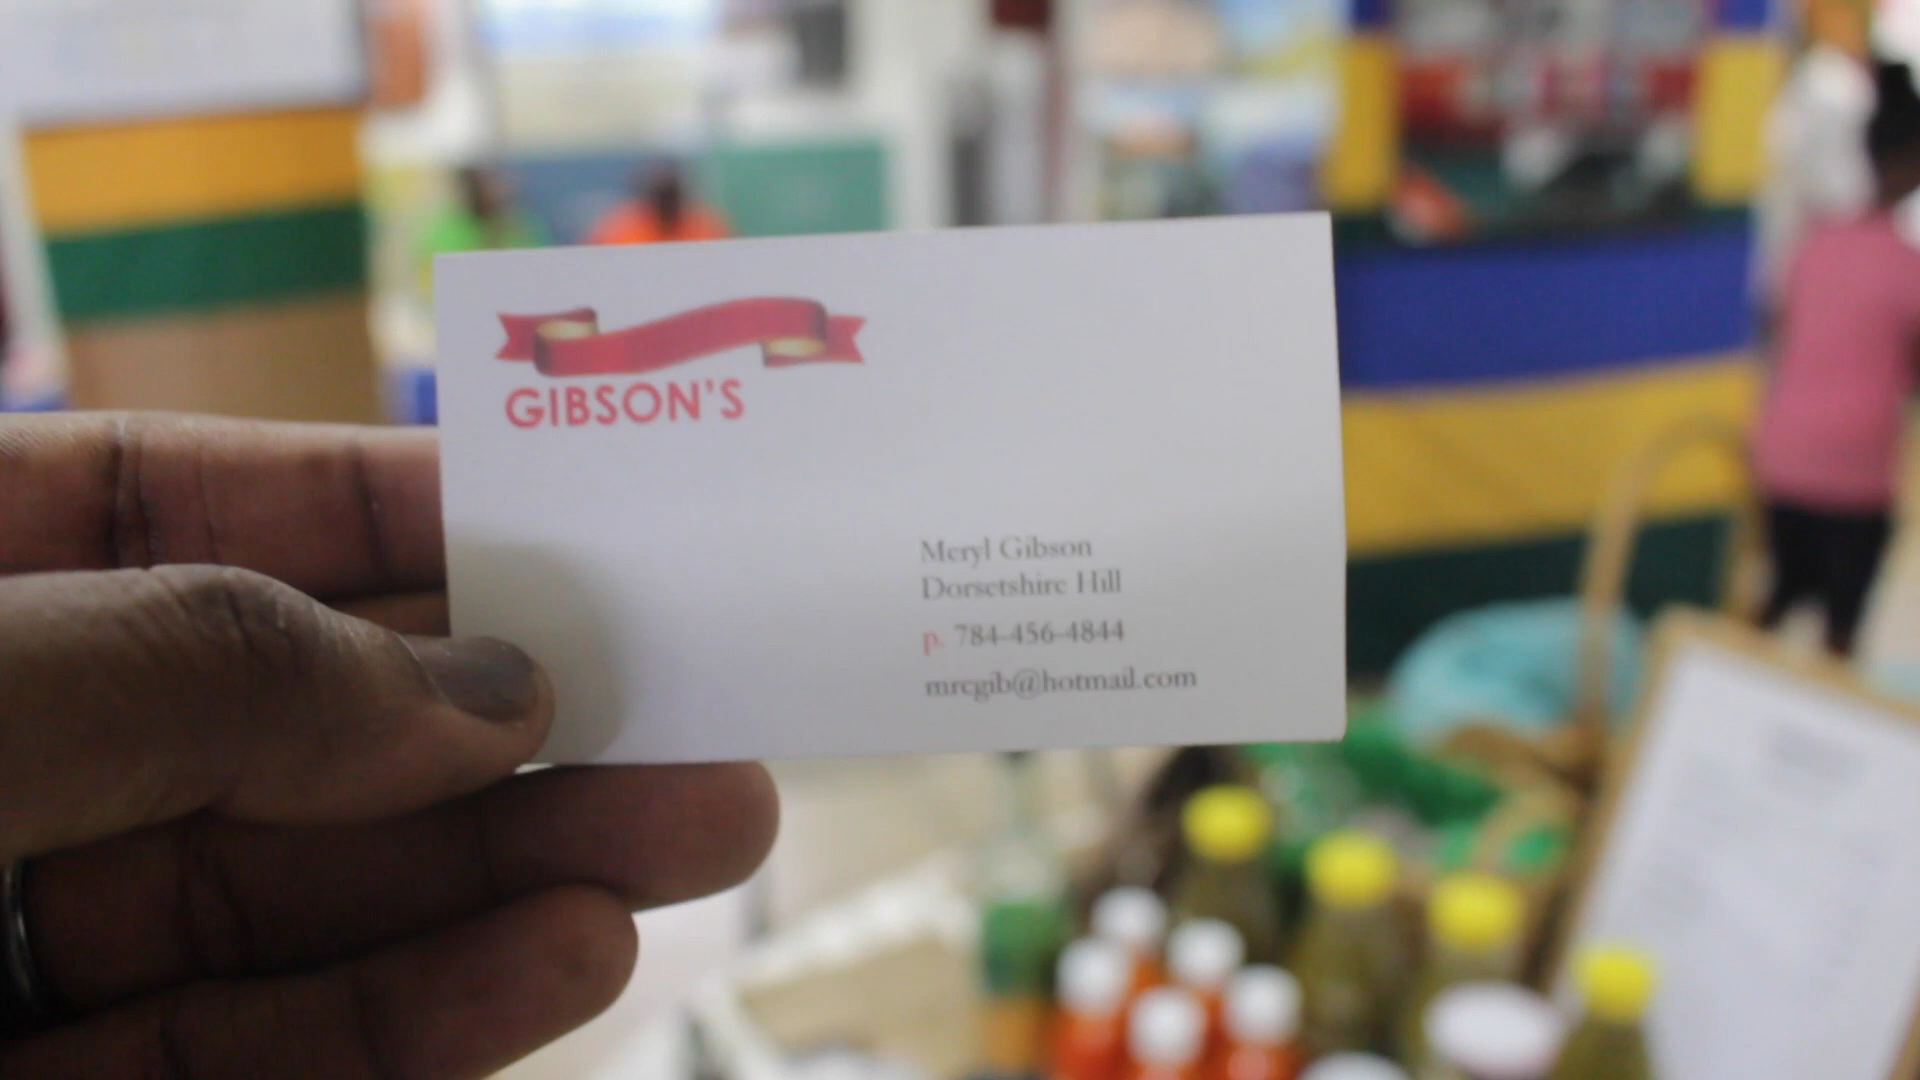 GIBSON'S
Meryl Gibson
Dorsetshire Hill
p. 784-456-4844
mrcgib@hotmail.com